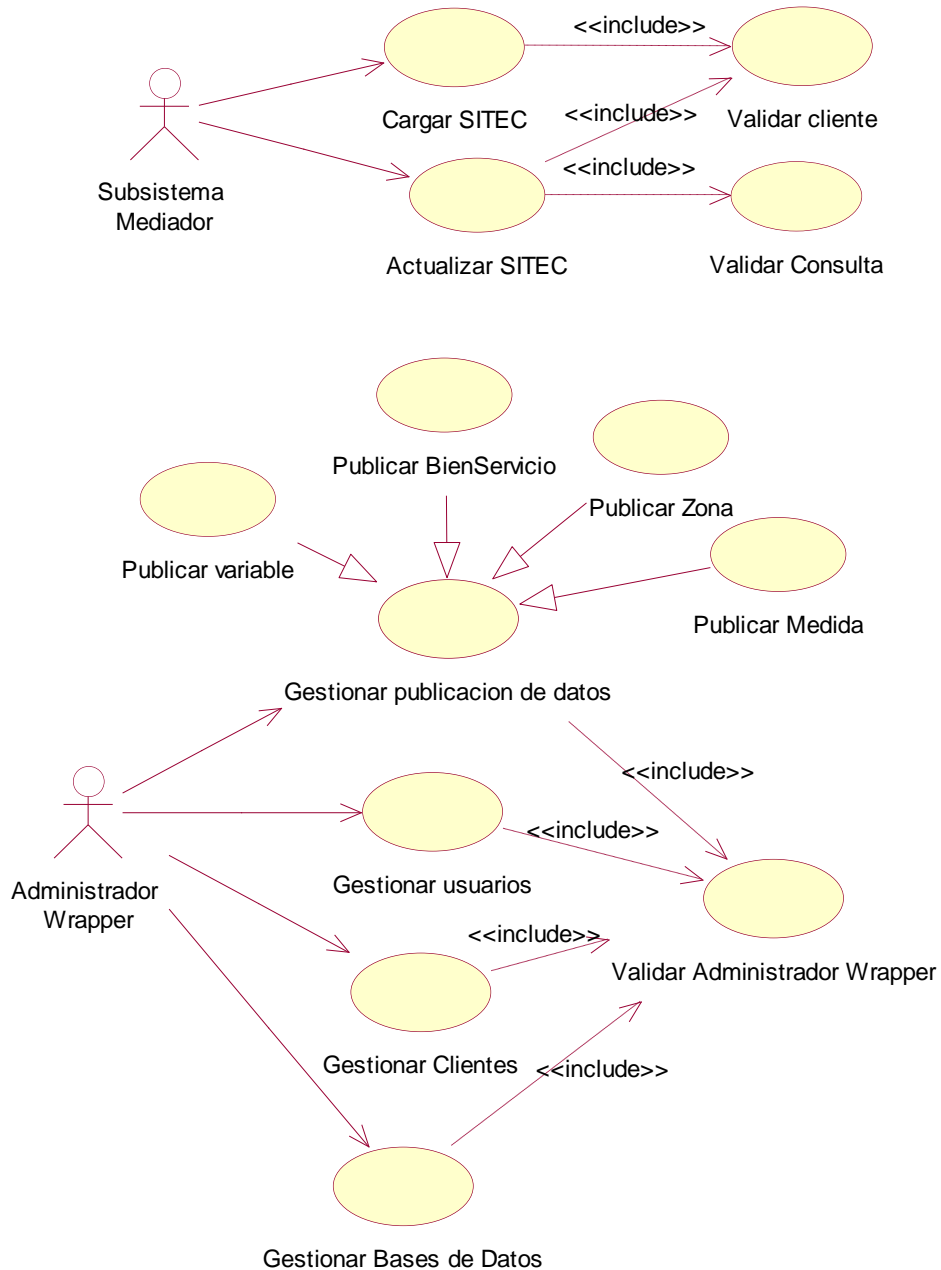 <<include>>
Cargar SITEC
<<include>>
Validar cliente
Subsistema
Mediador
<<include>>
Actualizar SITEC
Validar Consulta
Publicar BienServicio
Publicar Zona
Publicar variable
Publicar Medida
Gestionar publicacion de datos
<<include>>
<<include>>
Administrador
Wrapper
Gestionar usuarios
<<include>>
Validar Administrador Wrapper
Gestionar Clientes
<<include>>
Gestionar Bases de Datos